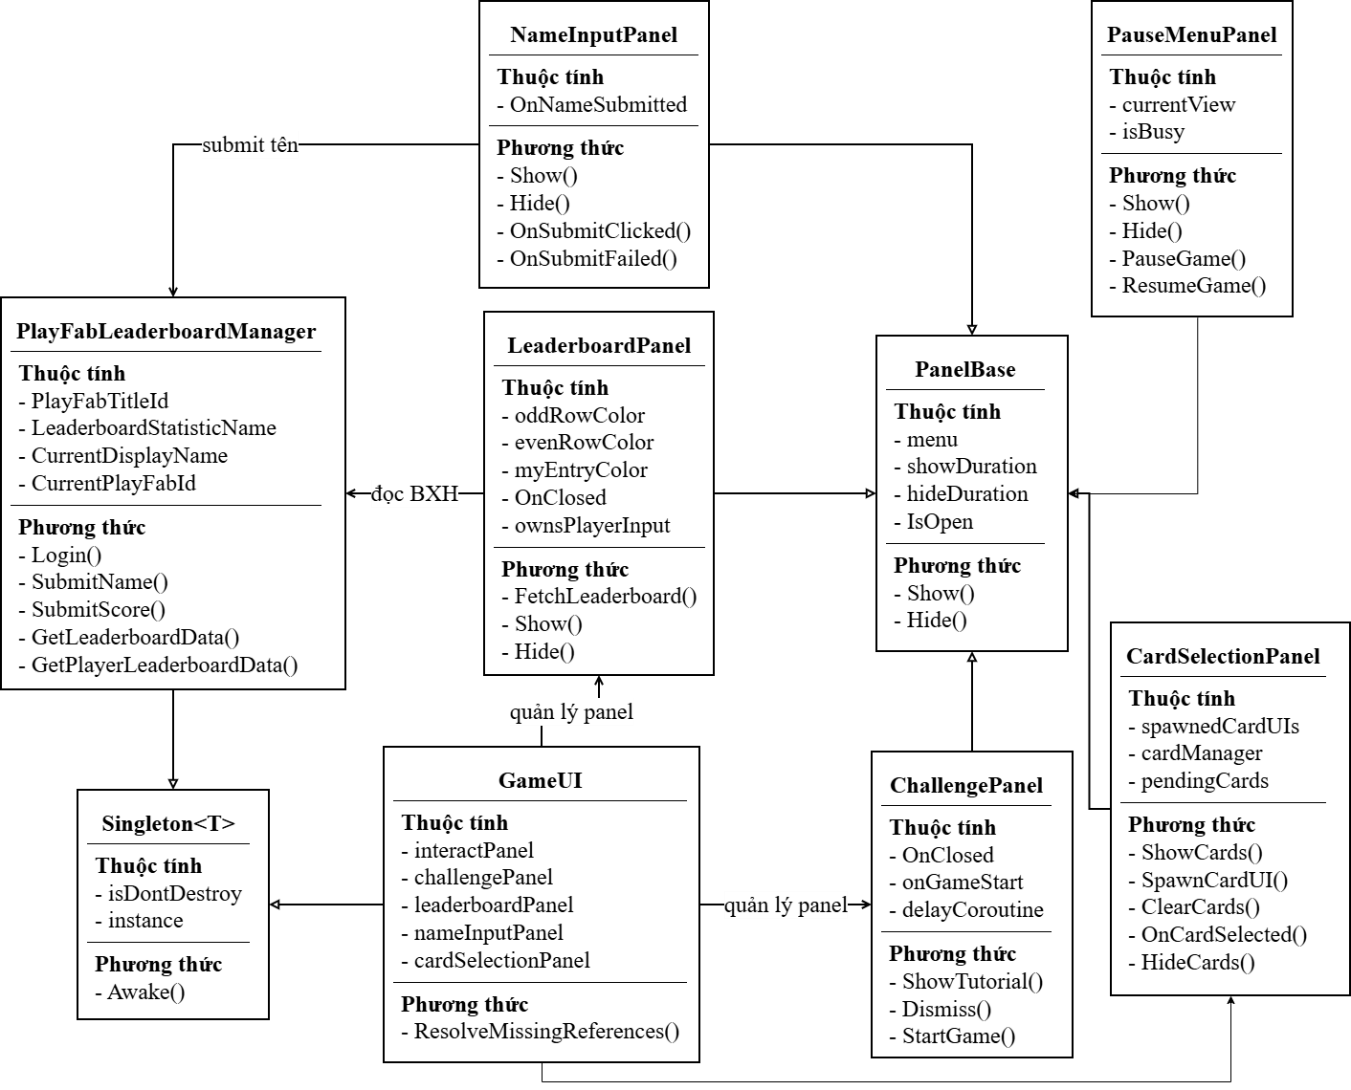 NameInputPanel
Thuộc tính
- OnNameSubmitted
Phương thức
- Show()
- Hide()
- OnSubmitClicked()
- OnSubmitFailed()
PauseMenuPanel
Thuộc tính
- currentView
- isBusy
Phương thức
- Show()
- Hide()
- PauseGame()
- ResumeGame()
submit tên
PlayFabLeaderboardManager
Thuộc tính
- PlayFabTitleId
- LeaderboardStatisticName
- CurrentDisplayName
- CurrentPlayFabId
Phương thức
- Login()
- SubmitName()
- SubmitScore()
- GetLeaderboardData()
- GetPlayerLeaderboardData()
đọc BXH
LeaderboardPanel
Thuộc tính
- oddRowColor
- evenRowColor
- myEntryColor
- OnClosed
- ownsPlayerInput
Phương thức
- FetchLeaderboard()
- Show()
- Hide()
PanelBase
Thuộc tính
- menu
- showDuration
- hideDuration
- IsOpen
Phương thức
- Show()
- Hide()
CardSelectionPanel
Thuộc tính
- spawnedCardUIs
- cardManager
- pendingCards
Phương thức
- ShowCards()
- SpawnCardUI()
- ClearCards()
- OnCardSelected()
- HideCards()
quản lý panel
Singleton<T>
Thuộc tính
- isDontDestroy
- instance
Phương thức
- Awake()
GameUI
Thuộc tính
- interactPanel
- challengePanel
- leaderboardPanel
- nameInputPanel
- cardSelectionPanel
Phương thức
- ResolveMissingReferences()
quản lý panel
ChallengePanel
Thuộc tính
- OnClosed
- onGameStart
- delayCoroutine
Phương thức
- ShowTutorial()
- Dismiss()
- StartGame()